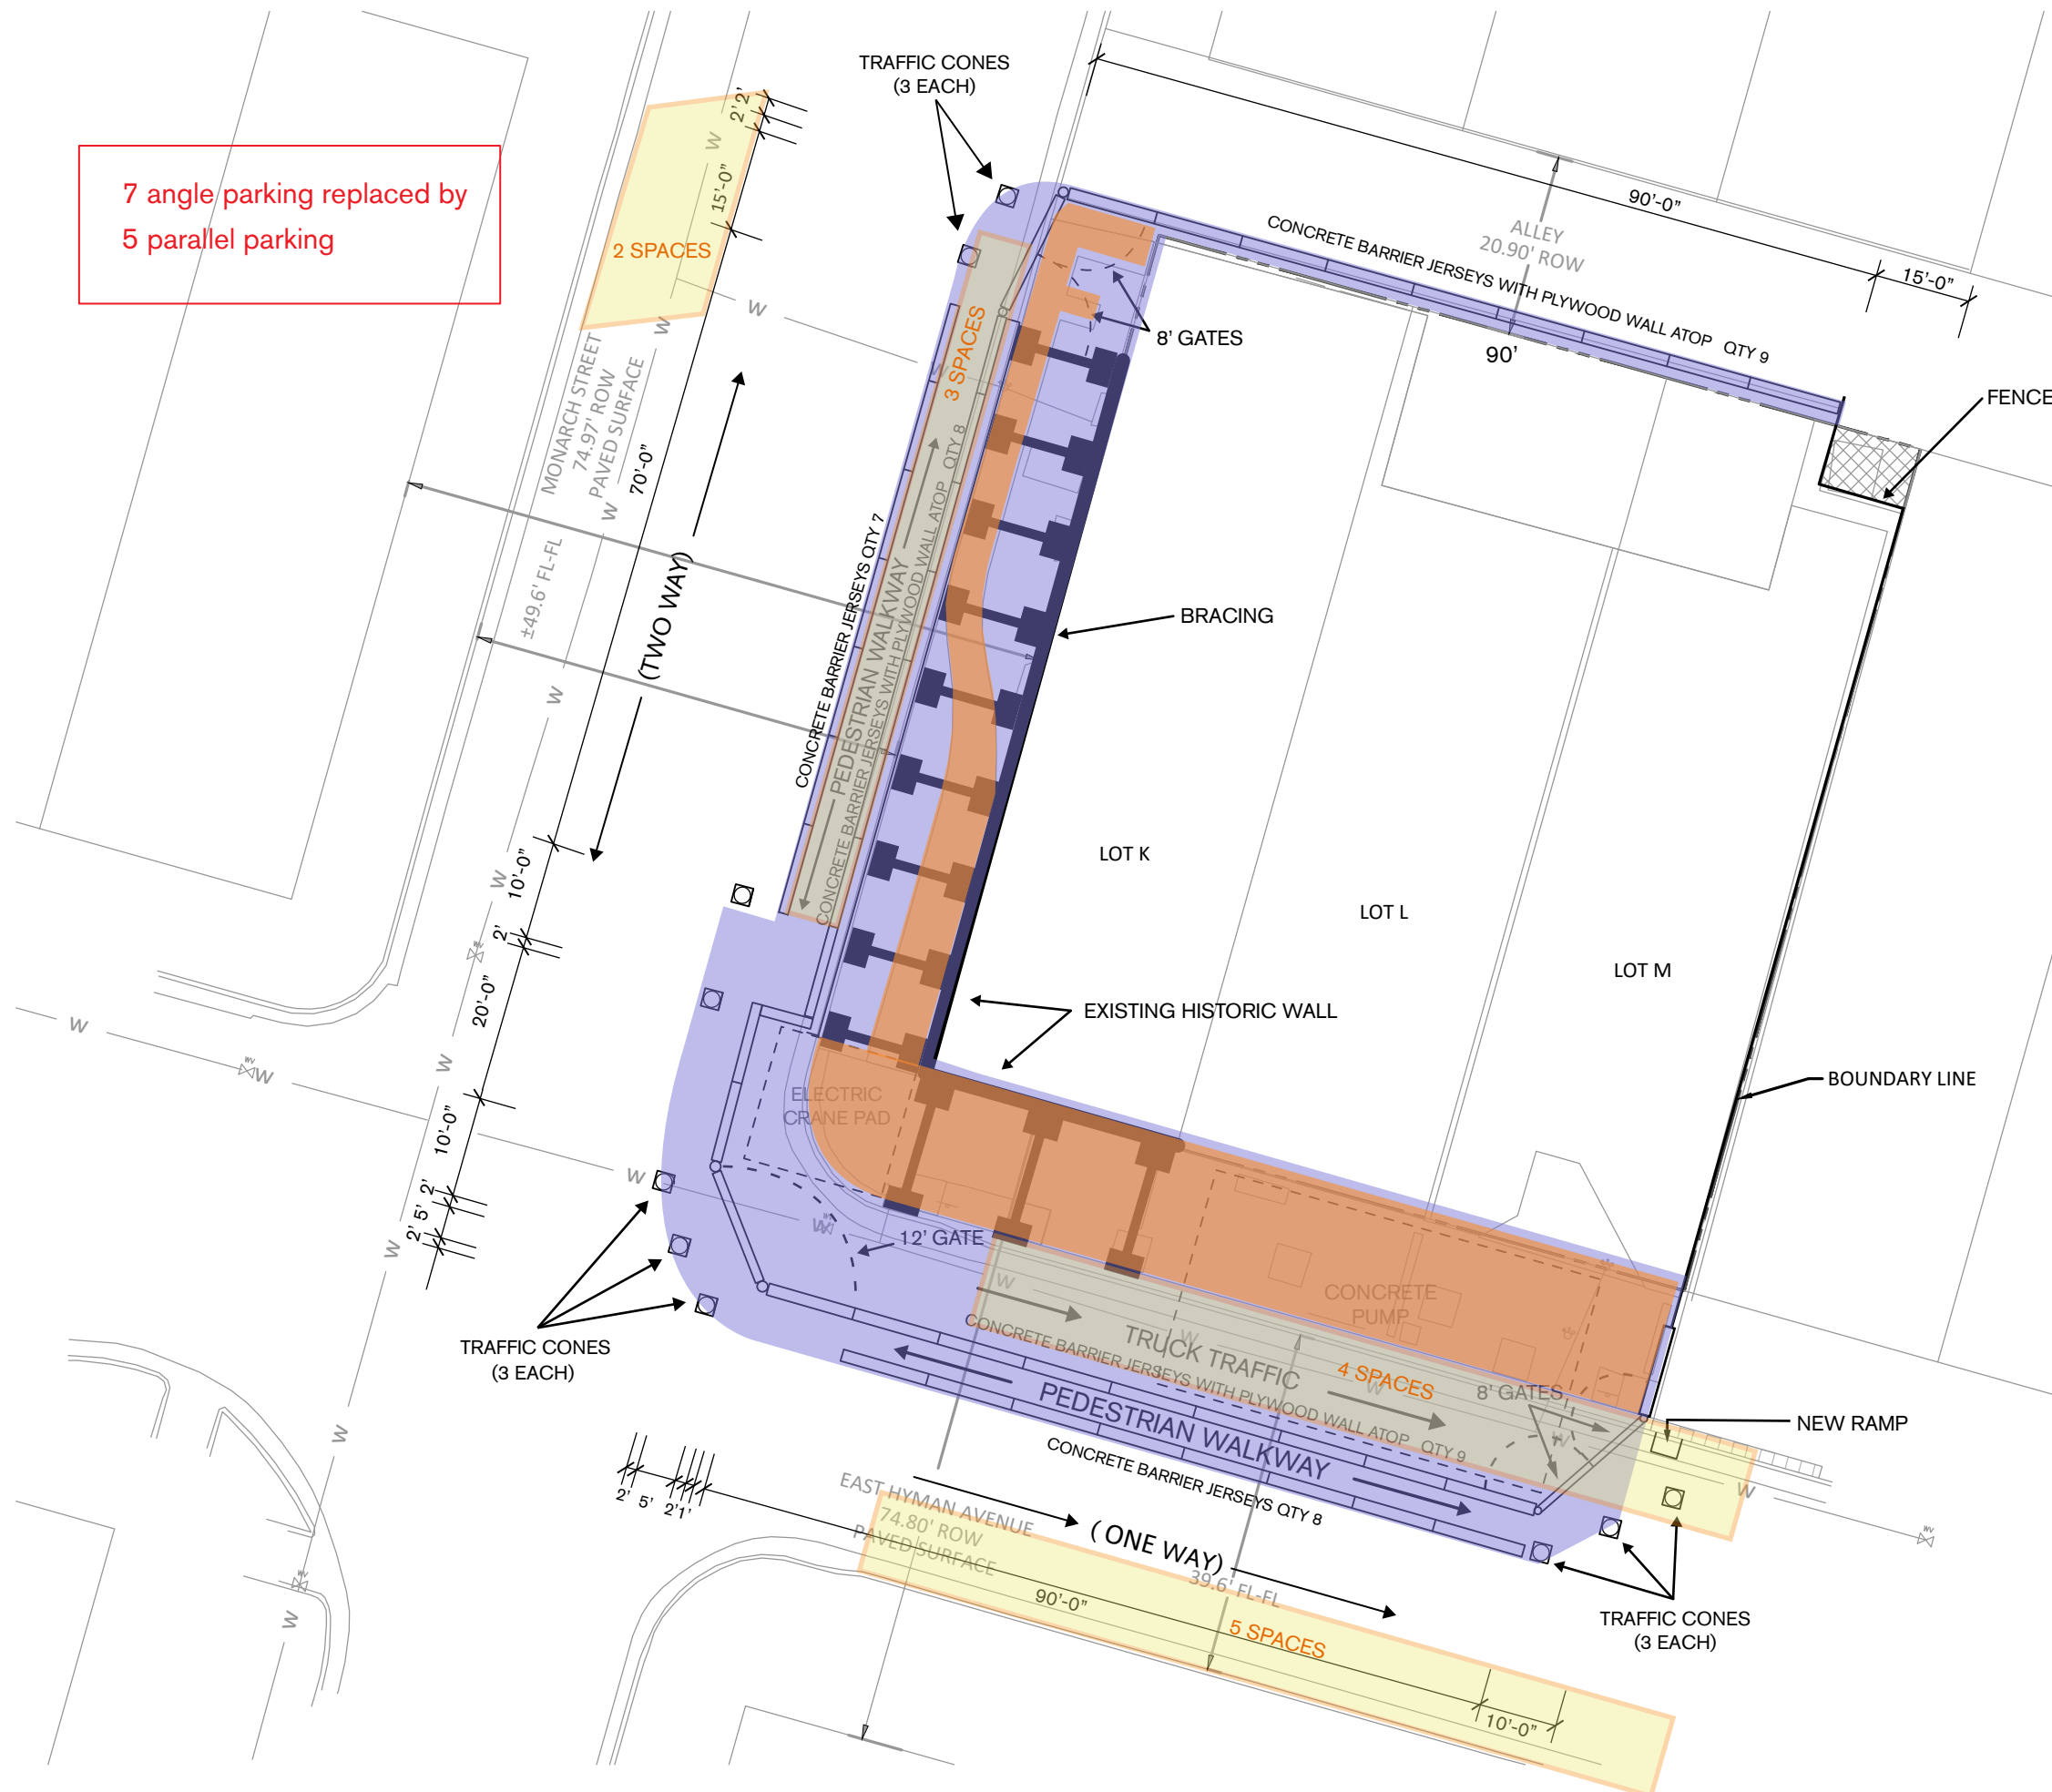 TRAFFIC CONES
(3 EACH)
7 angle parking replaced by
5 parallel parking
2' 2'
15'-0"
2 SPACES
W
W
W
90'-0"
ALLEY
20.90' ROW
15'-0"
CONCRETE BARRIER JERSEYS WITH PLYWOOD WALL ATOP QTY 9
90'
8' GATES
FENCE
3 SPACES
W
MONARCH STREET
74.97' ROW
PAVED SURFACE
70'-0"
W
±49.6' FL-FL
(TWO WAY)
W
CONCRETE BARRIER JERSEYS QTY 7
PEDESTRIAN WALKWAY
CONCRETE BARRIER JERSEYS WITH PLYWOOD WALL ATOP QTY 8
BRACING
LOT K
LOT L
LOT M
10'-0"
W
2'
WV
20'-0"
W
WV
W
W
EXISTING HISTORIC WALL
BOUNDARY LINE
ELECTRIC
CRANE PAD
10'-0"
2'
5'
2'
W
W
WV
W
12' GATE
W
CONCRETE
PUMP
TRUCK TRAFFIC
W
4 SPACES
W
8' GATES
W
CONCRETE BARRIER JERSEYS WITH PLYWOOD WALL ATOP QTY 9
PEDESTRIAN WALKWAY
CONCRETE BARRIER JERSEYS QTY 8
NEW RAMP
W
WV
TRAFFIC CONES
(3 EACH)
W
2' 5' 2' 1'
EAST HYMAN AVENUE
74.80' ROW
PAVED SURFACE
( ONE WAY)
39.6' FL-FL
90'-0"
5 SPACES
10'-0"
TRAFFIC CONES
(3 EACH)
WV
W